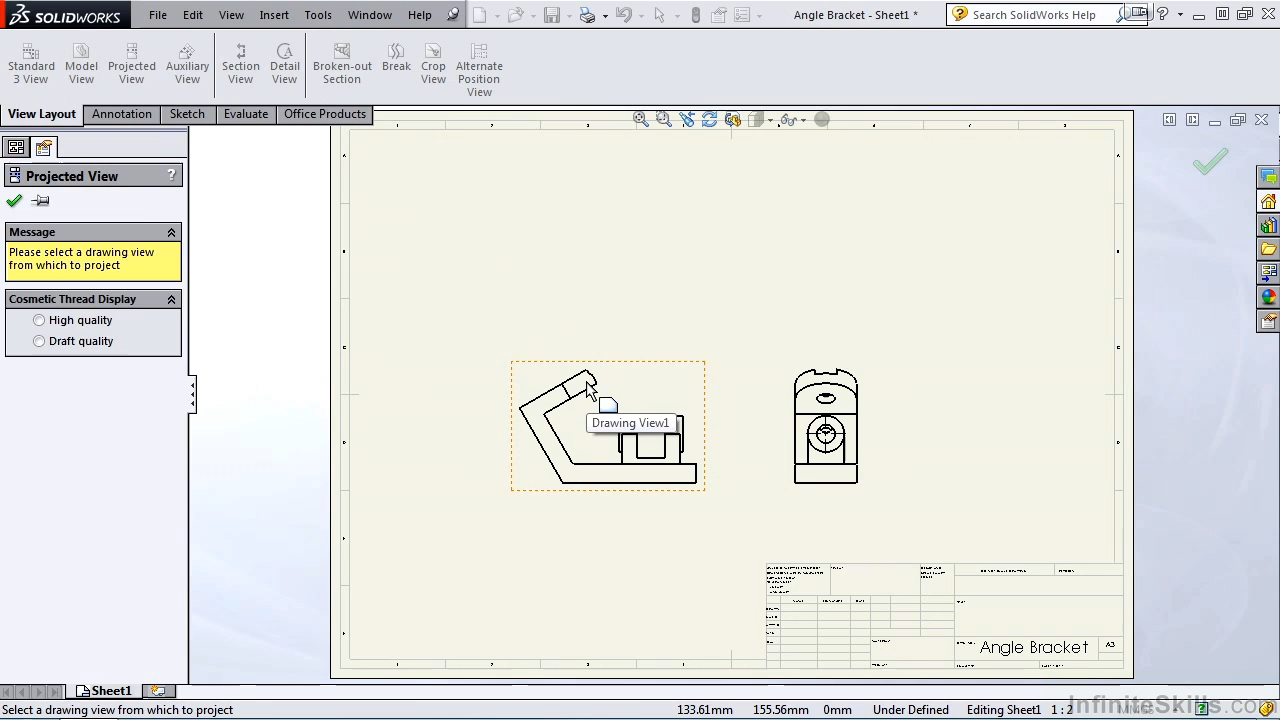 SOLIDWORKS File Edit View Insert Tools Window Help Angle Bracket - Sheet1 * Search SolidWorks Help
Standard 3 View
Model View
Projected View
Auxiliary View
Section View
Detail View
Broken-out Section
Break
Crop View
Alternate Position View
View Layout Annotation Sketch Evaluate Office Products
Projected View ?
Message
Please select a drawing view
from which to project
Cosmetic Thread Display
High quality
Draft quality
Drawing View1
Angle Bracket A3
Sheet1
InfiniteSkills.com
Select a drawing view from which to project 133.61mm 155.56mm 0mm Under Defined Editing Sheet1 1 : 2